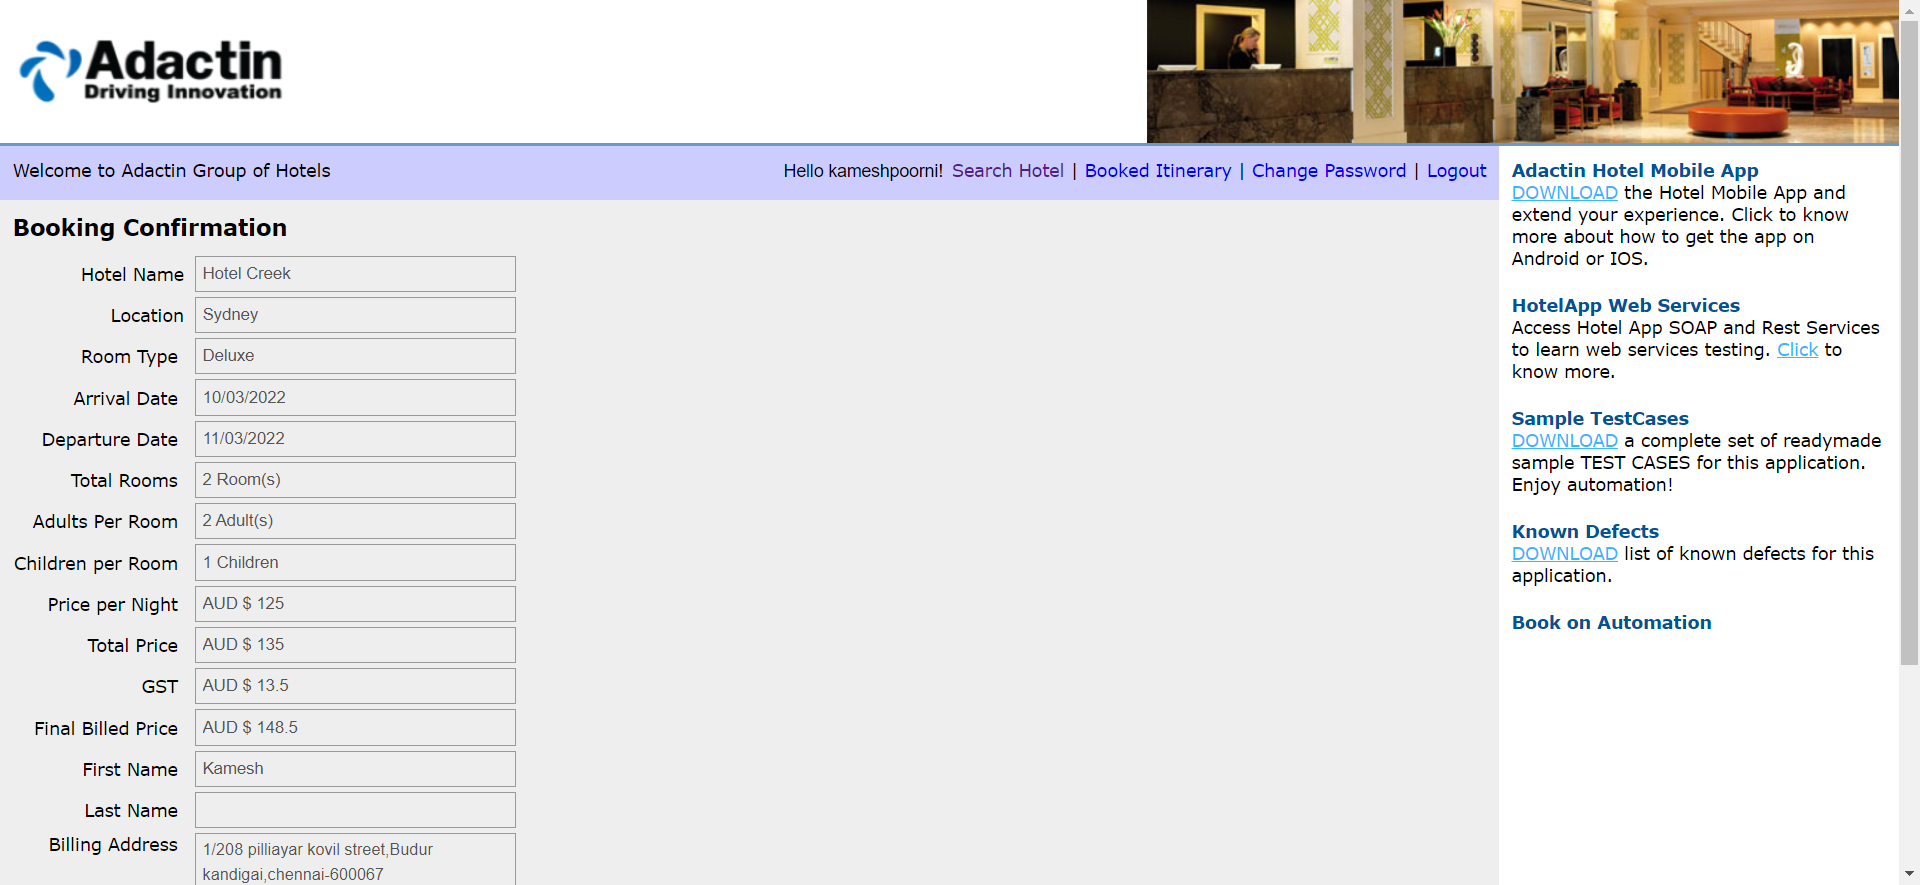 Adactin
Driving Innovation
Welcome to Adactin Group of Hotels
Hello kameshpoorni! Search Hotel | Booked Itinerary | Change Password | Logout
Booking Confirmation
Hotel Name Hotel Creek
Location Sydney
Room Type Deluxe
Arrival Date 10/03/2022
Departure Date 11/03/2022
Total Rooms 2 Room(s)
Adults Per Room 2 Adult(s)
Children per Room 1 Children
Price per Night AUD $ 125
Total Price AUD $ 135
GST AUD $ 13.5
Final Billed Price AUD $ 148.5
First Name Kamesh
Last Name
Billing Address 1/208 pilliayar kovil street,Budur
kandigai,chennai-600067
Adactin Hotel Mobile App
DOWNLOAD the Hotel Mobile App and
extend your experience. Click to know
more about how to get the app on
Android or IOS.
HotelApp Web Services
Access Hotel App SOAP and Rest Services
to learn web services testing. Click to
know more.
Sample TestCases
DOWNLOAD a complete set of readymade
sample TEST CASES for this application.
Enjoy automation!
Known Defects
DOWNLOAD list of known defects for this
application.
Book on Automation